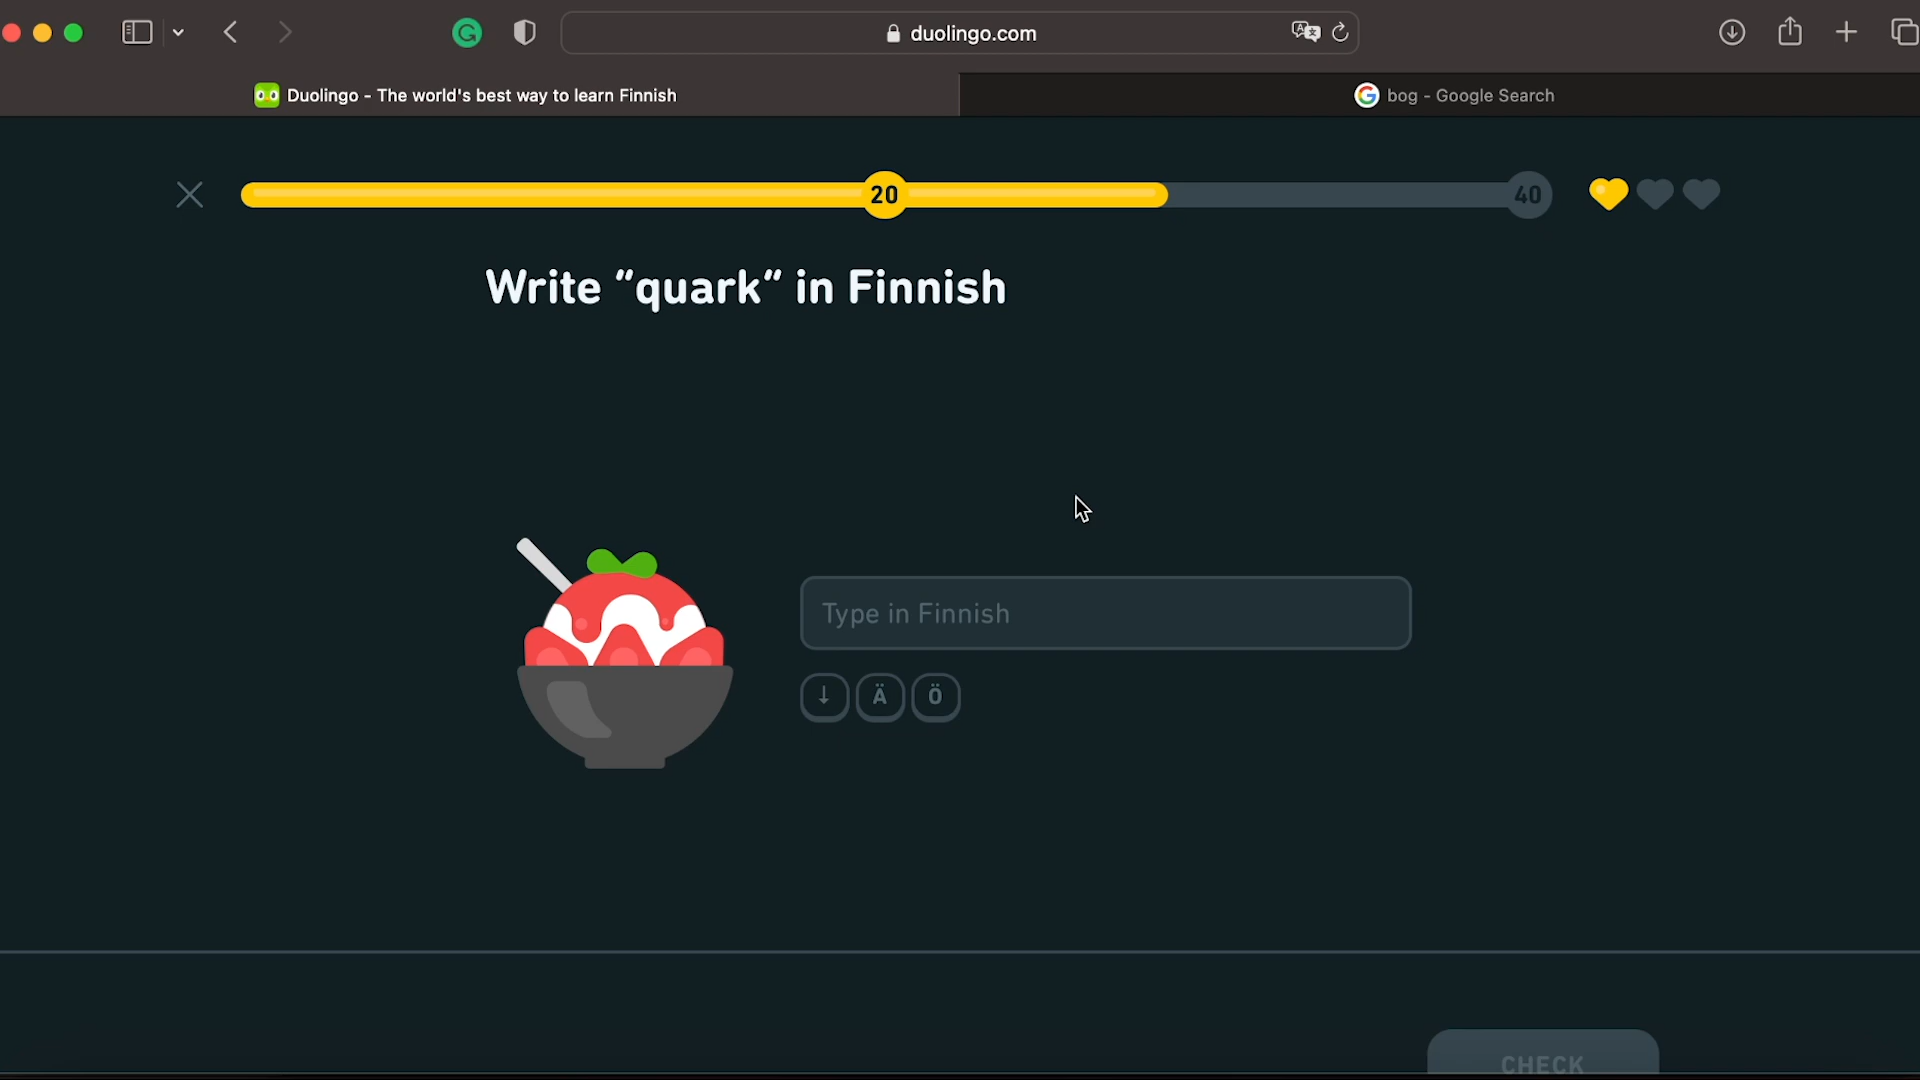 duolingo.com
Duolingo - The world's best way to learn Finnish
bog - Google Search
20
40
Write “quark“ in Finnish
Type in Finnish
↓ Ä Ö
CHECK